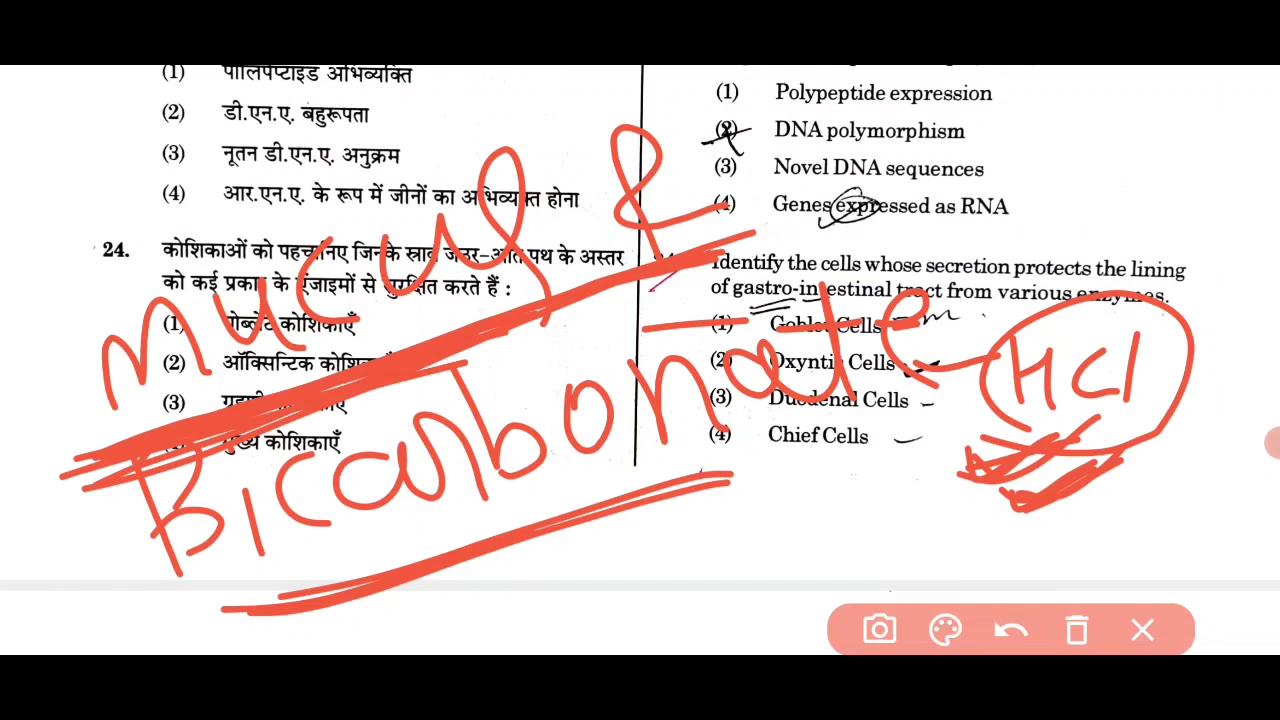 (1) पॉलिपेप्टाइड अभिव्यक्ति
(2) डी.एन.ए. बहुरूपता
(3) नूतन डी.एन.ए. अनुक्रम
(4) आर.एन.ए. के रूप में जीनों का अभिव्यक्त होना
24. कोशिकाओं को पहचानिए जिनके स्राव जठर-आंत्र पथ के अस्तर
को कई प्रकार के ऐंजाइमों से सुरक्षित करते हैं :
(1) गोब्लेट कोशिकाएँ
(2) ऑक्सिन्टिक
(3)
मुख्य कोशिकाएँ
(1) Polypeptide expression
(2) DNA polymorphism
(3) Novel DNA sequences
(4) Genes expressed as RNA
Identify the cells whose secretion protects the lining
of gastro-intestinal tract from various enzymes.
(1) Goblet Cells m
(2) Oxyntic Cells
(3) Duodenal Cells
(4) Chief Cells
mucus &
Bicarbonate
HCl